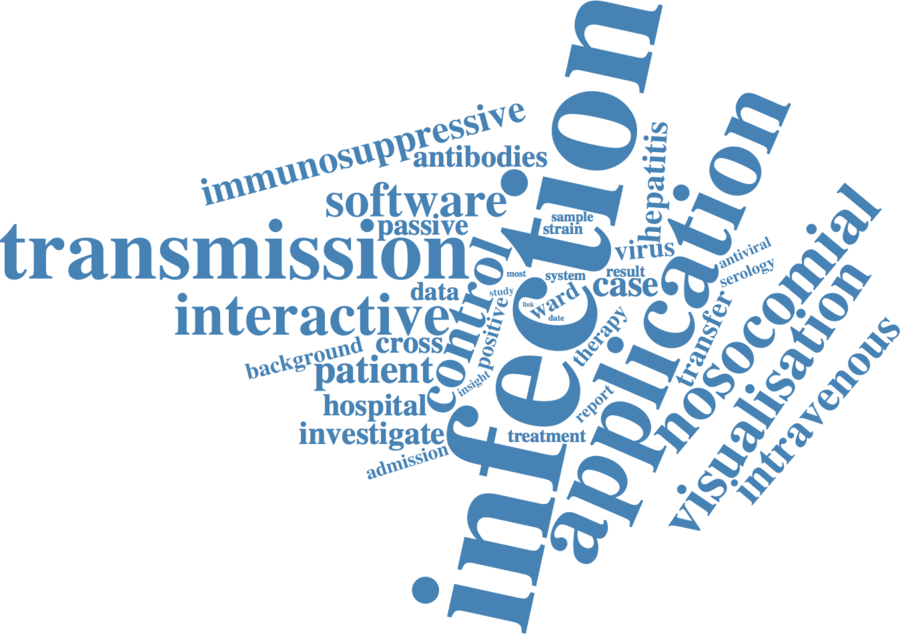 infection
application
immunosuppressive
antibodies
hepatitis
software
passive
sample
strain
nosocomial
transmission
control
virus
antiviral
most
system
result
serology
case
data
study
link
ward
date
interactive
positive
transfer
visualisation
cross
therapy
background
patient
insight
intravenous
hospital
report
investigate
treatment
admission